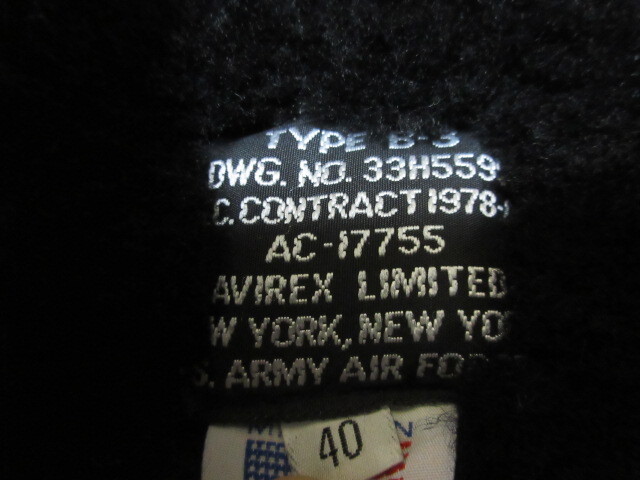 TYPE B-3
DWG. NO. 33H559
C. CONTRACT 1978-
AC-17755
AVIREX LIMITED
W YORK, NEW YO
S. ARMY AIR FO
40